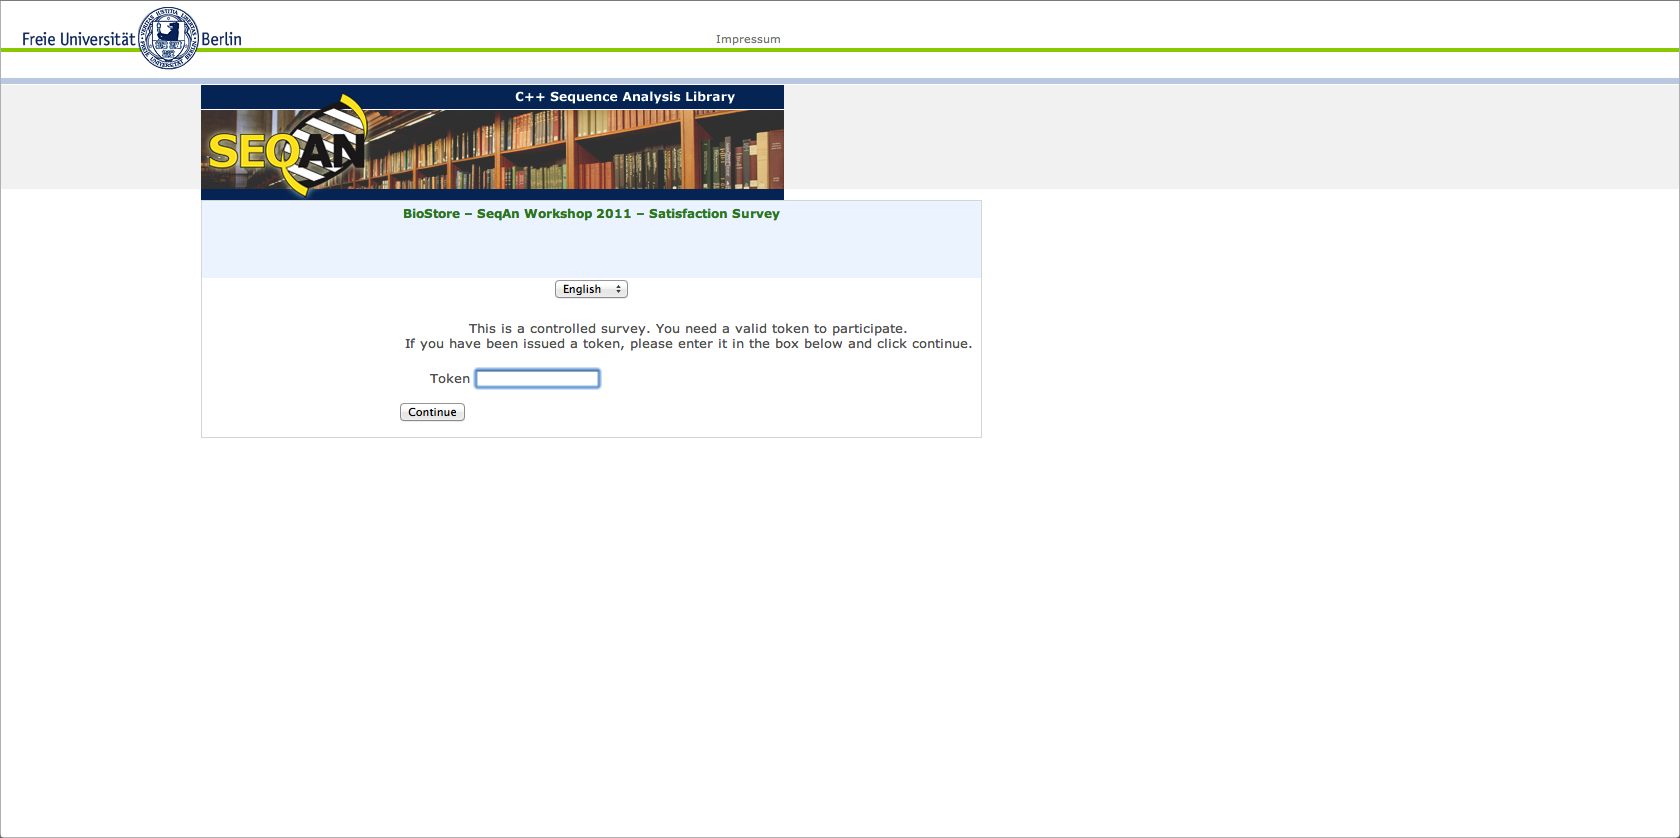 Freie Universität Berlin
Impressum
C++ Sequence Analysis Library
SEQAN
BioStore – SeqAn Workshop 2011 – Satisfaction Survey
English
This is a controlled survey. You need a valid token to participate.
If you have been issued a token, please enter it in the box below and click continue.
Token
Continue